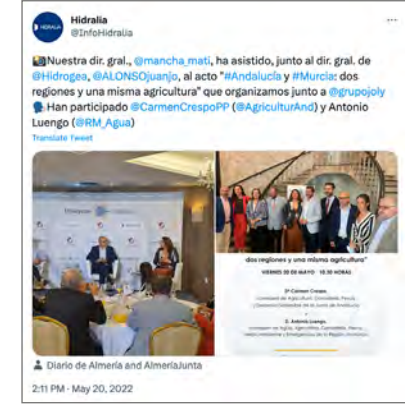 Hidralia
@InfoHidralia
Nuestra dir. gral., @mancha_mati, ha asistido, junto al dir. gral. de
@Hidrogea, @ALONSOjuanjo, al acto "#Andalucía y #Murcia: dos
regiones y una misma agricultura" que organizamos junto a @grupojoly
Han participado @CarmenCrespoPP (@AgriculturAnd) y Antonio
Luengo (@RM_Agua)
Translate Tweet
dos regiones y una misma agricultura"
VIERNES 20 DE MAYO · 10.30 HORAS
Dª Carmen Crespo,
D. Antonio Luengo,
Diario de Almería and AlmeríaJunta
2:11 PM · May 20, 2022